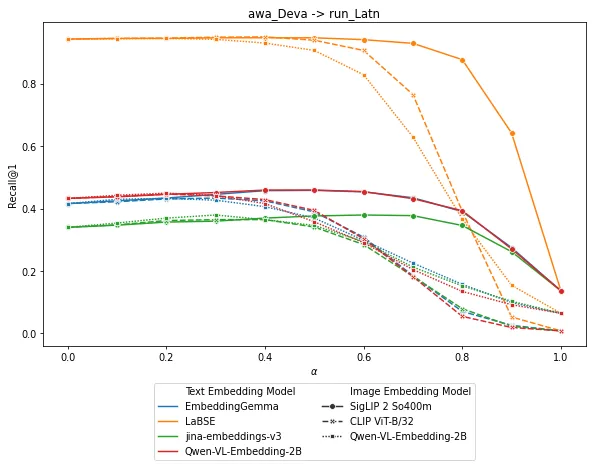 awa_Deva -> run_Latn
Recall@1
0.8
0.6
0.4
0.2
0.0
0.0 0.2 0.4 0.6 0.8 1.0
α
Text Embedding Model
EmbeddingGemma
LaBSE
jina-embeddings-v3
Qwen-VL-Embedding-2B
Image Embedding Model
SigLIP 2 So400m
CLIP ViT-B/32
Qwen-VL-Embedding-2B